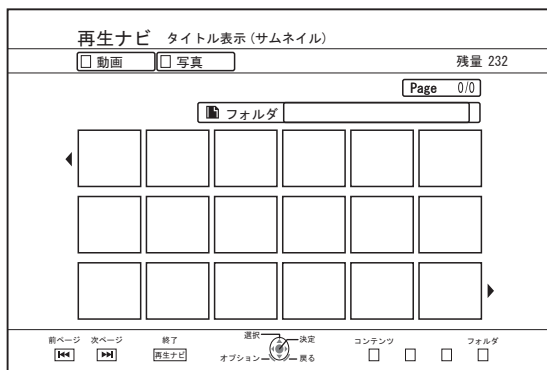 再生ナビ タイトル表示(サムネイル)
動画 写真 残量 232
Page 0/0
フォルダ
前ページ 次ページ 終了 選択 決定 コンテンツ フォルダ
再生ナビ オプション 戻る